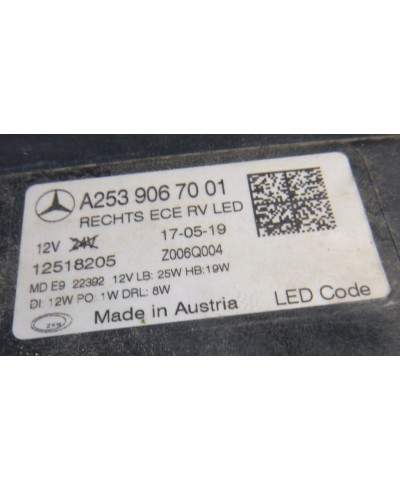 A253 906 70 01
RECHTS ECE RV LED
12V 24V 17-05-19
12518205 Z006Q004
MD E9 22392 12V LB: 25W HB:19W
DI: 12W PO: 1W DRL: 8W
Made in Austria LED Code